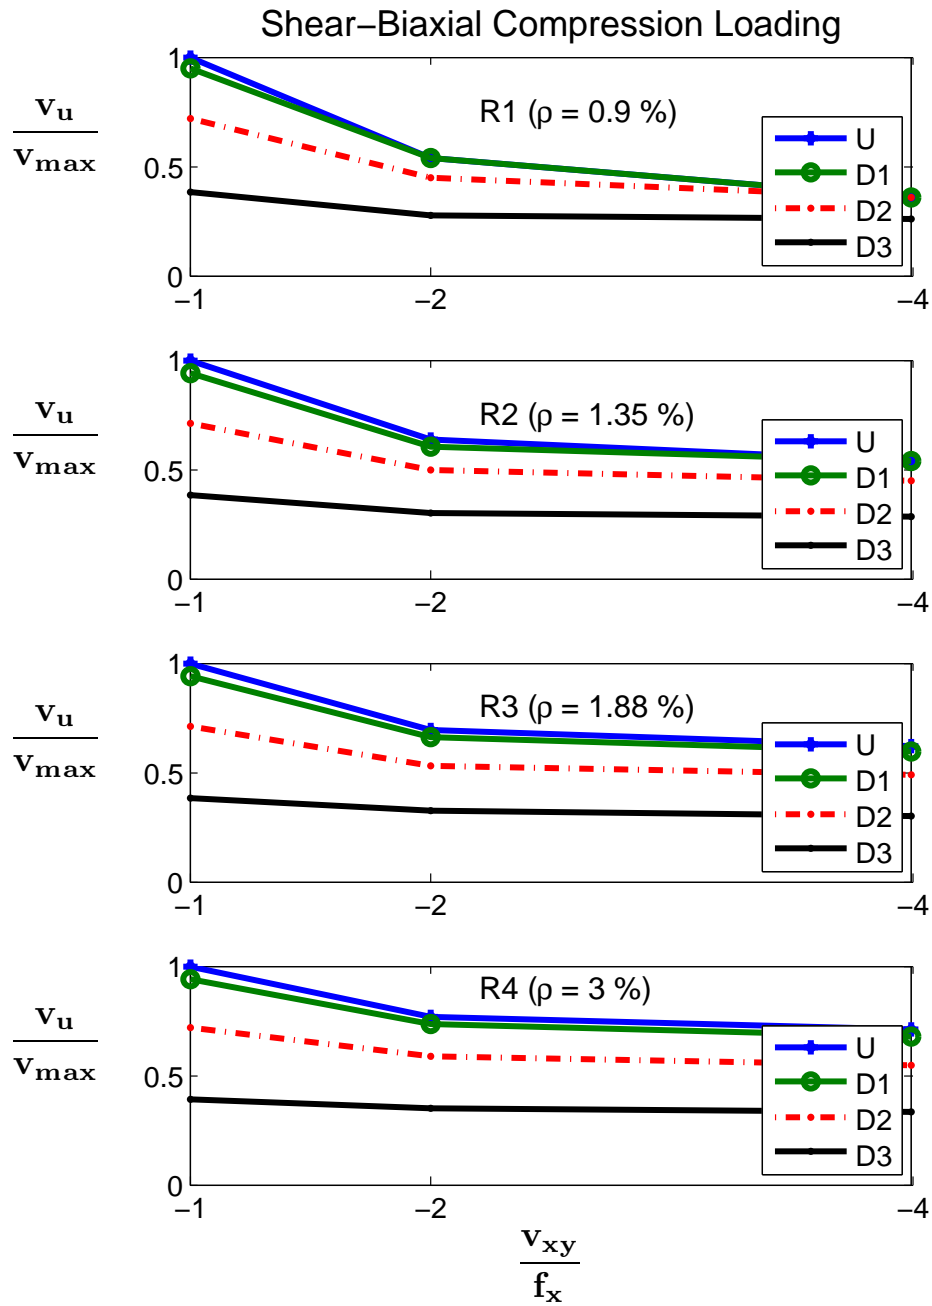 Shear–Biaxial Compression Loading
1
v_u / v_max
R1 (ρ = 0.9 %)
U
0.5
D1
D2
D3
0
−1 −2 −4
1
v_u / v_max
R2 (ρ = 1.35 %)
U
0.5
D1
D2
D3
0
−1 −2 −4
1
v_u / v_max
R3 (ρ = 1.88 %)
U
0.5
D1
D2
D3
0
−1 −2 −4
1
R4 (ρ = 3 %)
v_u / v_max
U
0.5
D1
D2
D3
0
−1 −2 −4
v_xy / f_x